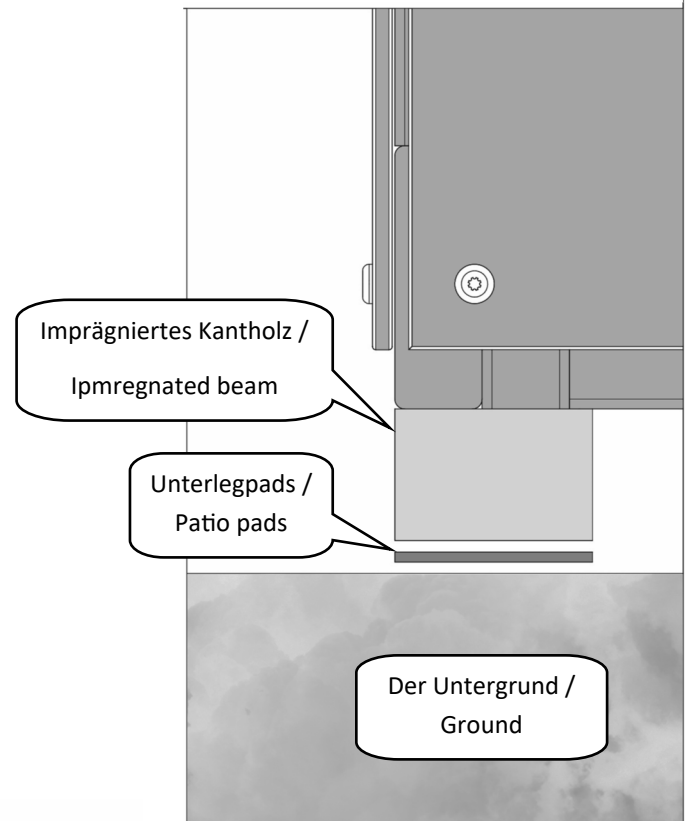 Imprägniertes Kantholz /
Ipmregnated beam
Unterlegpads /
Patio pads
Der Untergrund /
Ground